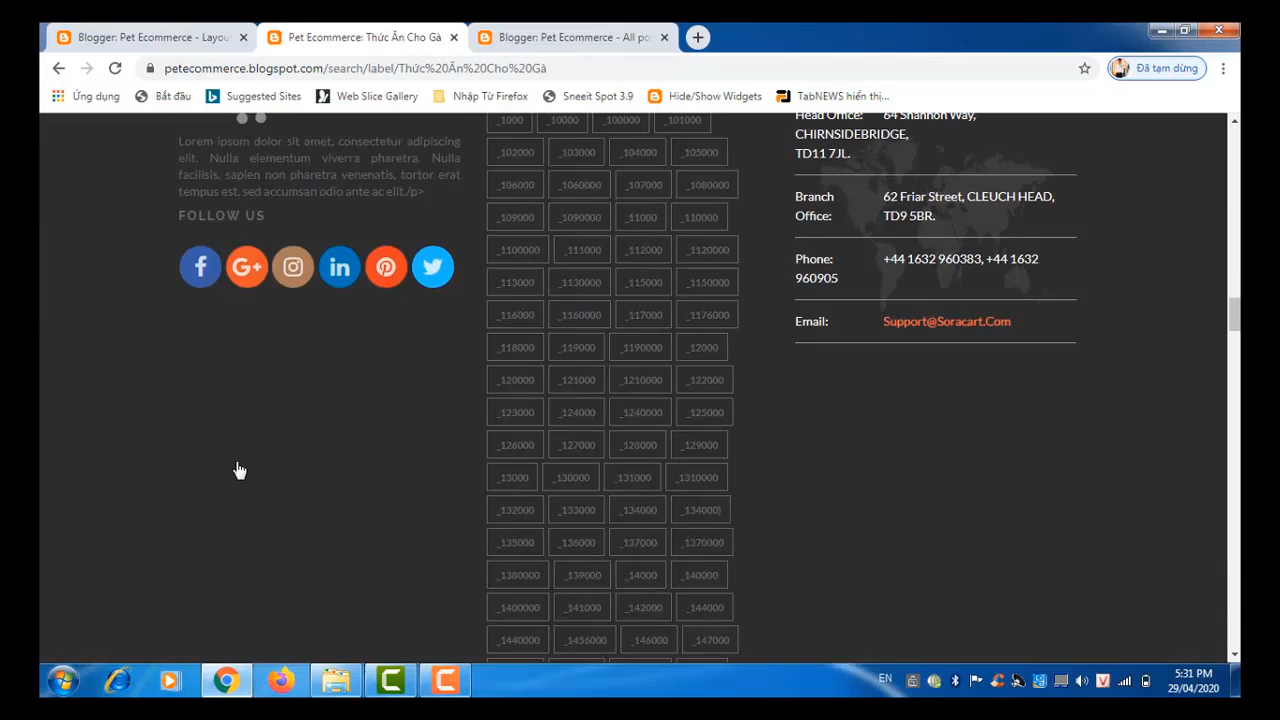 Blogger: Pet Ecommerce - Layou
Pet Ecommerce: Thức Ăn Cho Gà
Blogger: Pet Ecommerce - All po
petecommerce.blogspot.com/search/label/Thức%20Ăn%20Cho%20Gà
Đã tạm dừng
Ứng dụng
Bắt đầu
Suggested Sites
Web Slice Gallery
Nhập Từ Firefox
Sneeit Spot 3.9
Hide/Show Widgets
TabNEWS hiển thị...
Lorem ipsum dolor sit amet, consectetur adipiscing
elit. Nulla elementum viverra pharetra. Nulla
facilisis, sapien non pharetra venenatis, tortor erat
tempus est, sed accumsan odio ante ac elit./p>
FOLLOW US
_1000 _10000 _100000 _101000
_102000 _103000 _104000 _105000
_106000 _1060000 _107000 _1080000
_109000 _1090000 _11000 _110000
_1100000 _111000 _112000 _1120000
_113000 _1130000 _115000 _1150000
_116000 _1160000 _117000 _1176000
_118000 _119000 _1190000 _12000
_120000 _121000 _1210000 _122000
_123000 _124000 _1240000 _125000
_126000 _127000 _128000 _129000
_13000 _130000 _131000 _1310000
_132000 _133000 _134000 _134000)
_135000 _136000 _137000 _1370000
_1380000 _139000 _14000 _140000
_1400000 _141000 _142000 _144000
_1440000 _1456000 _146000 _147000
Head Office: 64 Shannon Way,
CHIRNSIDEBRIDGE,
TD11 7JL.
Branch 62 Friar Street, CLEUCH HEAD,
Office: TD9 5BR.
Phone: +44 1632 960383, +44 1632
960905
Email: Support@Soracart.Com
EN
5:31 PM
29/04/2020